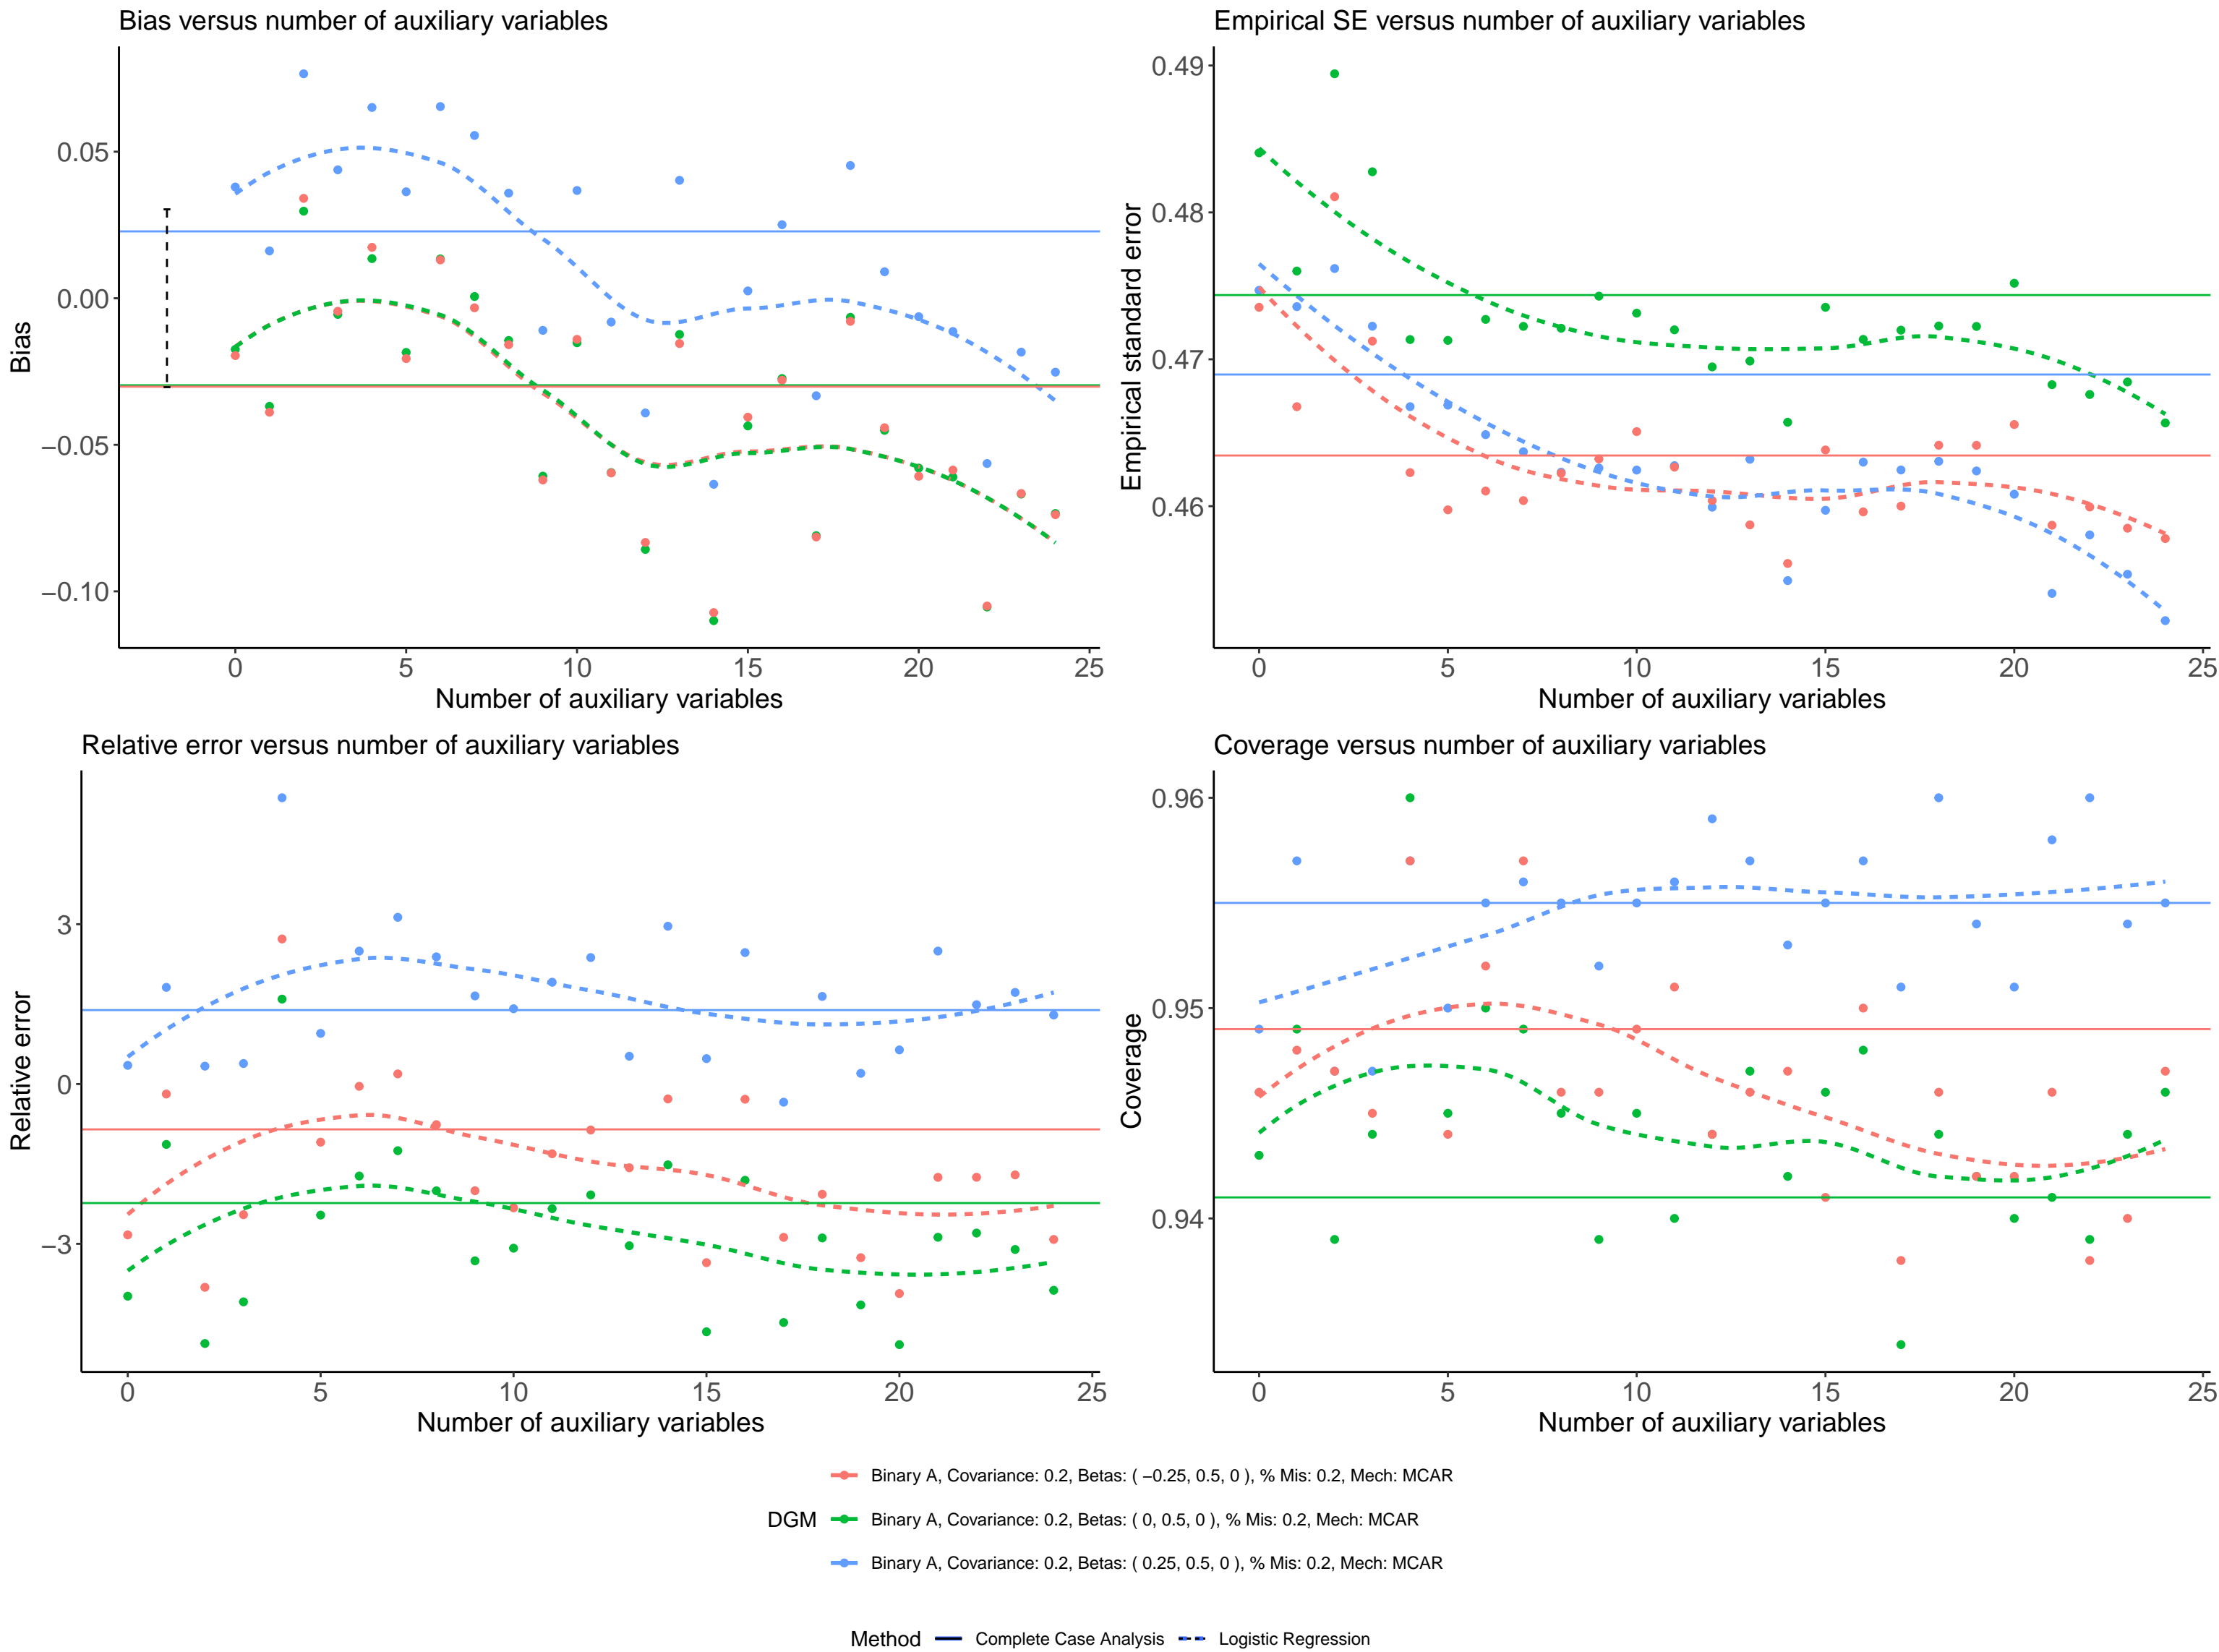 Bias versus number of auxiliary variables
0.05
0.00
−0.05
−0.10
Bias
0 5 10 15 20 25
Number of auxiliary variables
Empirical SE versus number of auxiliary variables
0.49
0.48
0.47
0.46
Empirical standard error
0 5 10 15 20 25
Number of auxiliary variables
Relative error versus number of auxiliary variables
3
0
−3
Relative error
0 5 10 15 20 25
Number of auxiliary variables
Coverage versus number of auxiliary variables
0.96
0.95
0.94
Coverage
0 5 10 15 20 25
Number of auxiliary variables
DGM
Binary A, Covariance: 0.2, Betas: ( −0.25, 0.5, 0 ), % Mis: 0.2, Mech: MCAR
Binary A, Covariance: 0.2, Betas: ( 0, 0.5, 0 ), % Mis: 0.2, Mech: MCAR
Binary A, Covariance: 0.2, Betas: ( 0.25, 0.5, 0 ), % Mis: 0.2, Mech: MCAR
Method Complete Case Analysis Logistic Regression